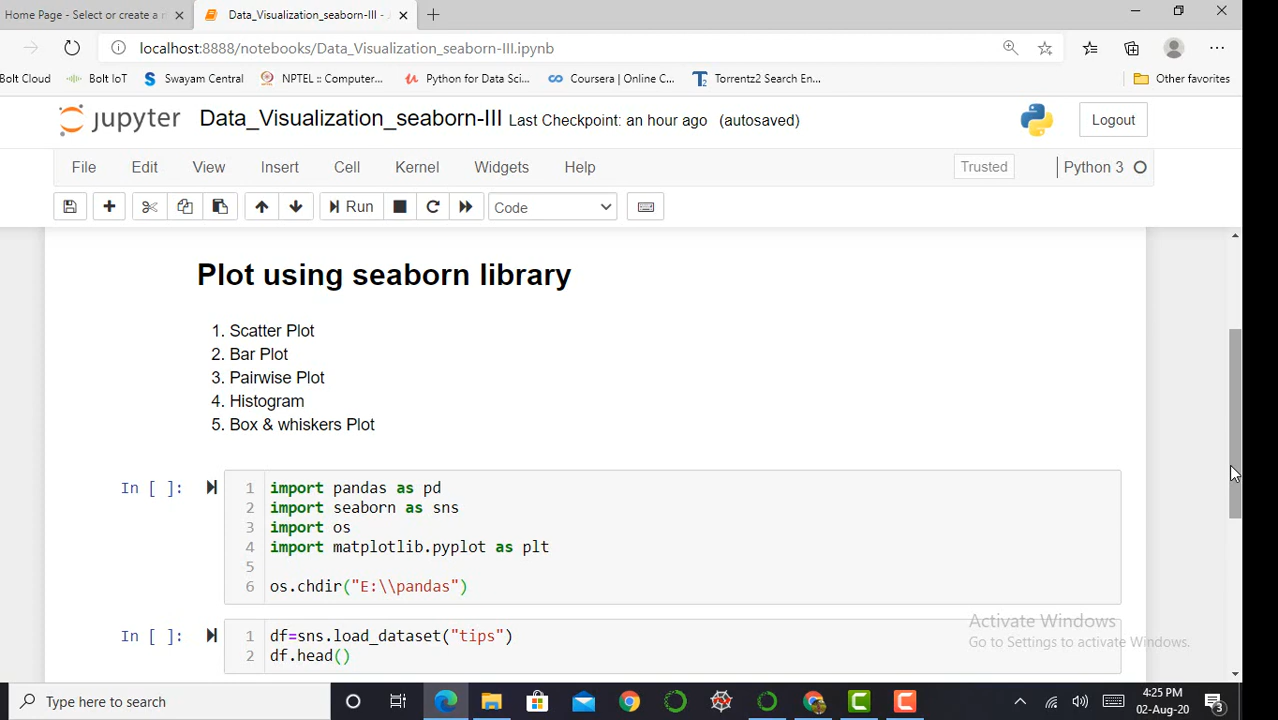 Home Page - Select or create a n
Data_Visualization_seaborn-III -
localhost:8888/notebooks/Data_Visualization_seaborn-III.ipynb
Bolt Cloud
Bolt IoT
Swayam Central
NPTEL :: Computer...
Python for Data Sci...
Coursera | Online C...
Torrentz2 Search En...
Other favorites
jupyter Data_Visualization_seaborn-III Last Checkpoint: an hour ago (autosaved)
Logout
File Edit View Insert Cell Kernel Widgets Help
Trusted
Python 3
Run
Code
Plot using seaborn library
1. Scatter Plot
2. Bar Plot
3. Pairwise Plot
4. Histogram
5. Box & whiskers Plot
In [ ]:
1 import pandas as pd
2 import seaborn as sns
3 import os
4 import matplotlib.pyplot as plt
5
6 os.chdir("E:\\pandas")
In [ ]:
1 df=sns.load_dataset("tips")
2 df.head()
Activate Windows
Go to Settings to activate Windows.
Type here to search
4:25 PM
02-Aug-20
3